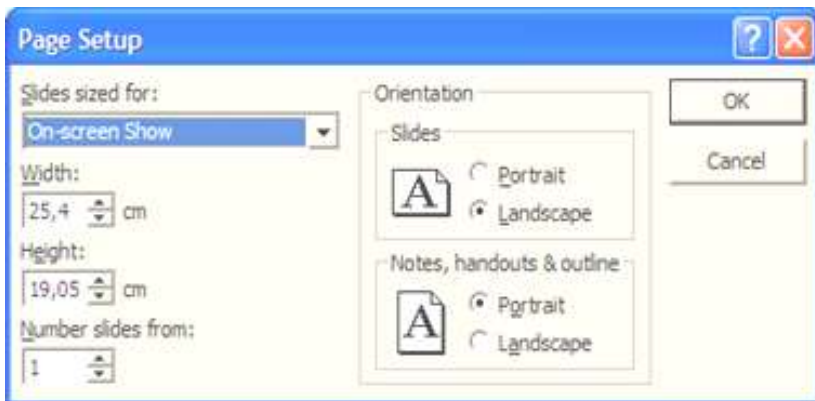 Page Setup
Slides sized for:
On-screen Show
Width:
25,4 cm
Height:
19,05 cm
Number slides from:
1
Orientation
Slides
A
Portrait
Landscape
Notes, handouts & outline
A
Portrait
Landscape
OK
Cancel